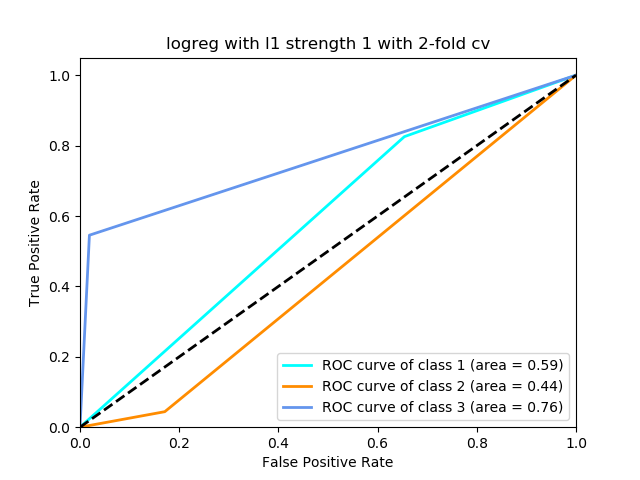 logreg with l1 strength 1 with 2-fold cv
1.0
0.8
0.6
0.4
0.2
0.0
True Positive Rate
ROC curve of class 1 (area = 0.59)
ROC curve of class 2 (area = 0.44)
ROC curve of class 3 (area = 0.76)
0.0 0.2 0.4 0.6 0.8 1.0
False Positive Rate